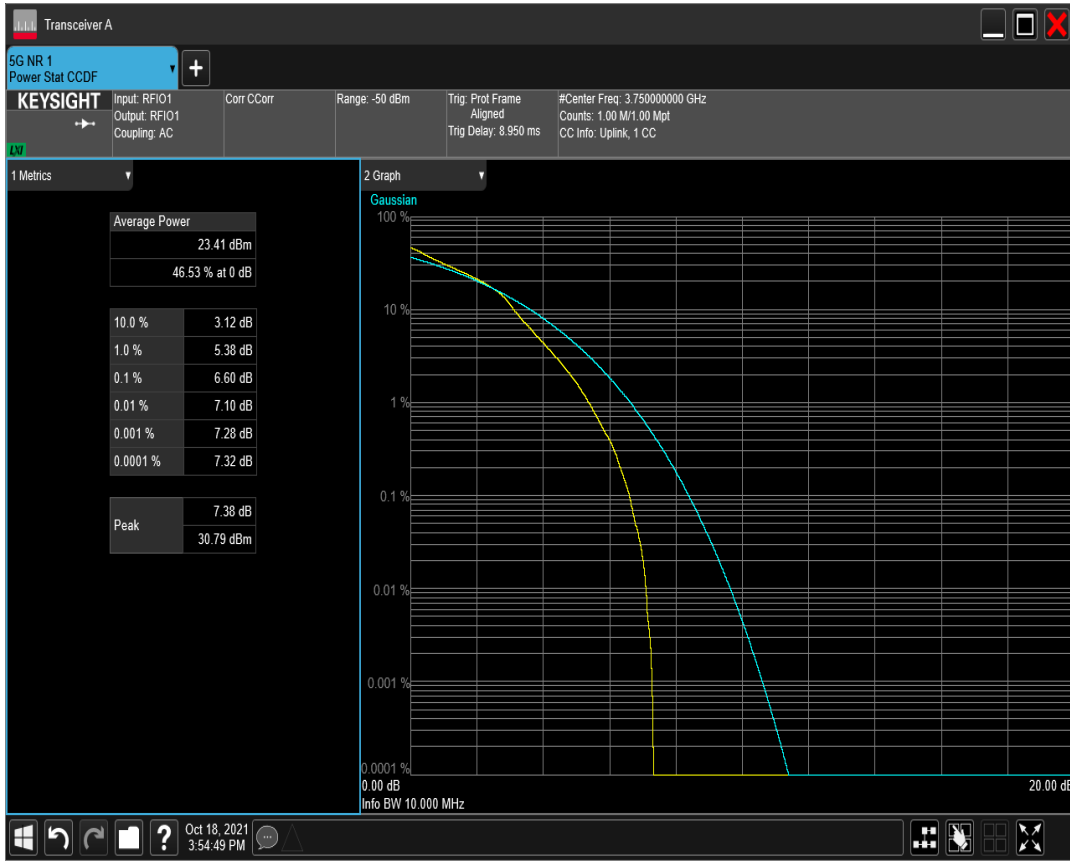 Transceiver A
5G NR 1
Power Stat CCDF
KEYSIGHT
LXI
Input: RFIO1
Output: RFIO1
Coupling: AC
Corr CCorr
Range: -50 dBm
Trig: Prot Frame
Aligned
Trig Delay: 8.950 ms
#Center Freq: 3.750000000 GHz
Counts: 1.00 M/1.00 Mpt
CC Info: Uplink, 1 CC
1 Metrics
Average Power
23.41 dBm
46.53 % at 0 dB
10.0 % 3.12 dB
1.0 % 5.38 dB
0.1 % 6.60 dB
0.01 % 7.10 dB
0.001 % 7.28 dB
0.0001 % 7.32 dB
Peak
7.38 dB
30.79 dBm
2 Graph
Gaussian
100 %
10 %
1 %
0.1 %
0.01 %
0.001 %
0.0001 %
0.00 dB 20.00 dB
Info BW 10.000 MHz
?
Oct 18, 2021
3:54:49 PM